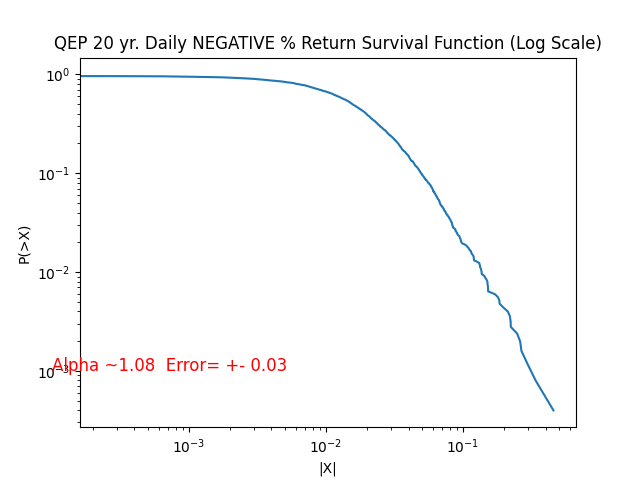 QEP 20 yr. Daily NEGATIVE % Return Survival Function (Log Scale)
10⁰
10⁻¹
P(>X)
10⁻²
10⁻³
Alpha ~1.08  Error= +- 0.03
10⁻³ 10⁻² 10⁻¹
|X|